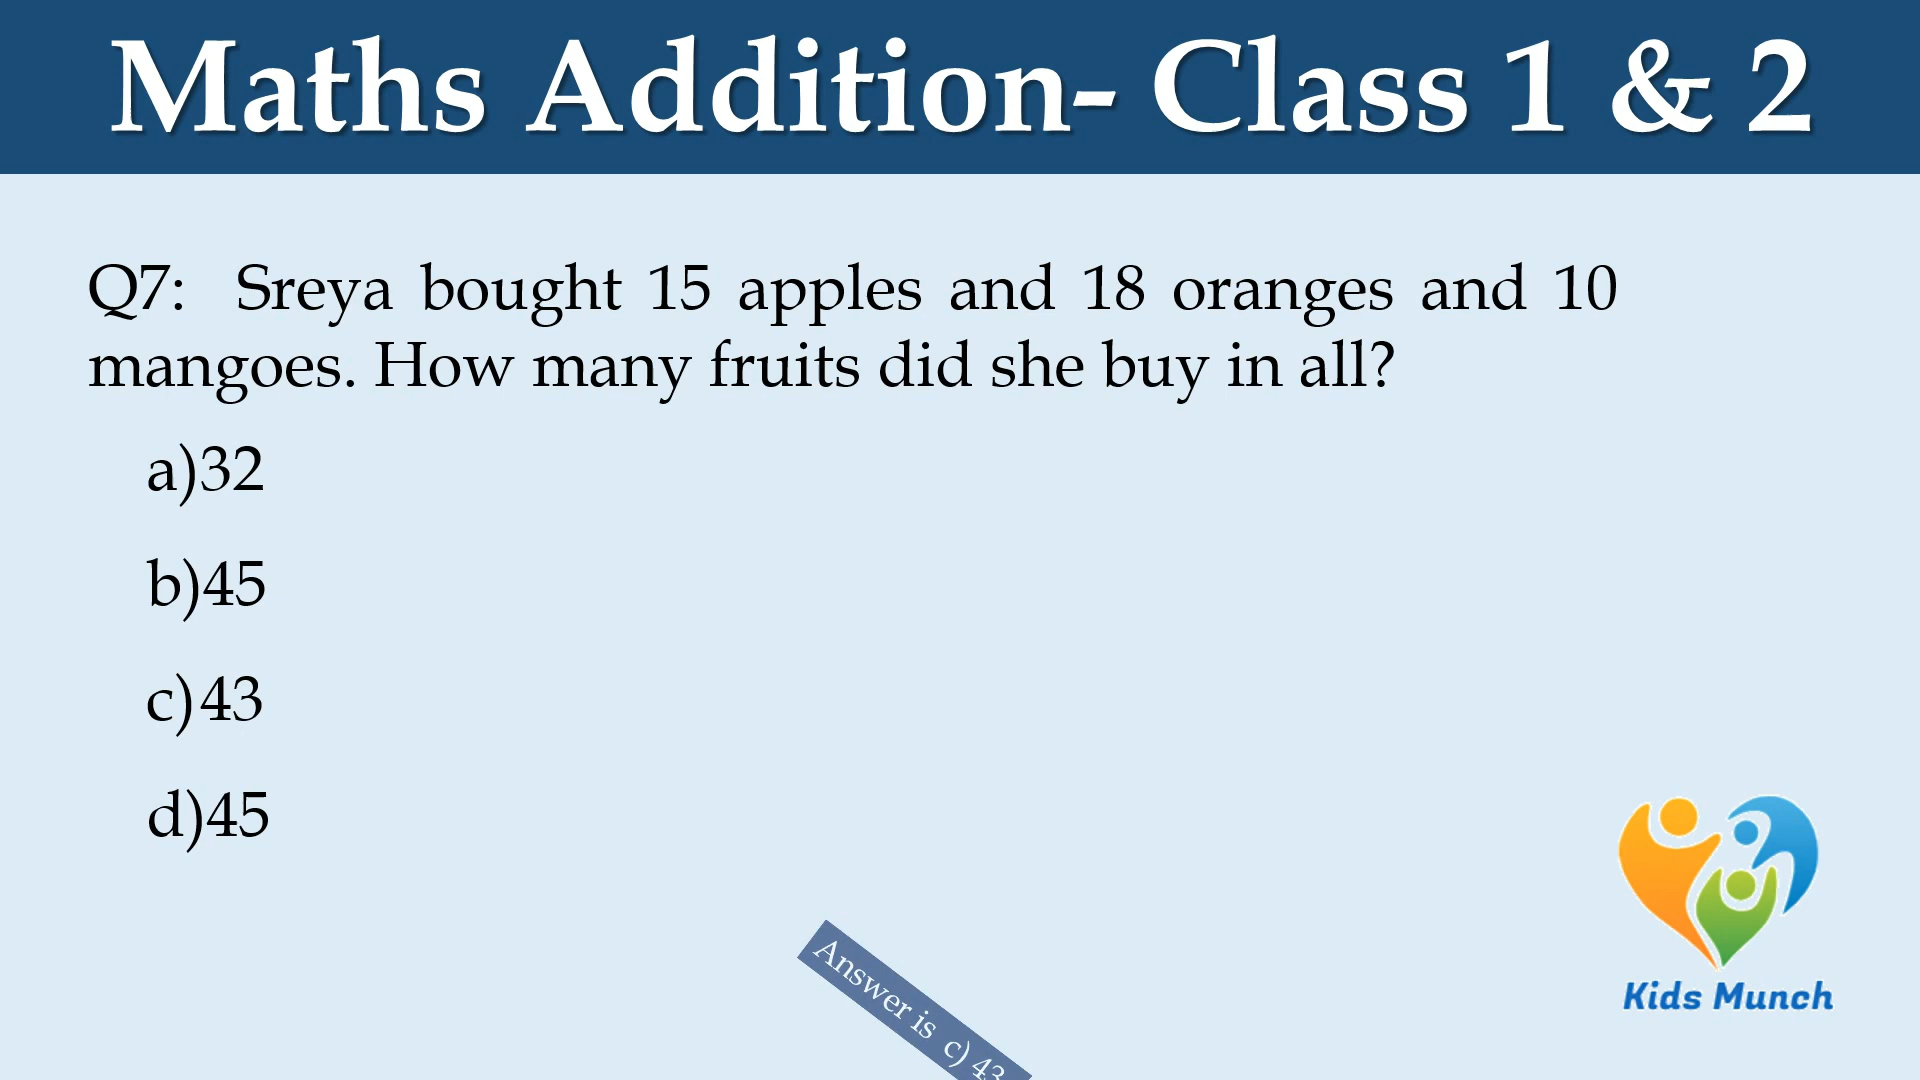 Maths Addition- Class 1 & 2
Q7: Sreya bought 15 apples and 18 oranges and 10
mangoes. How many fruits did she buy in all?
a)32
b)45
c)43
d)45
Answer is c) 43
Kids Munch